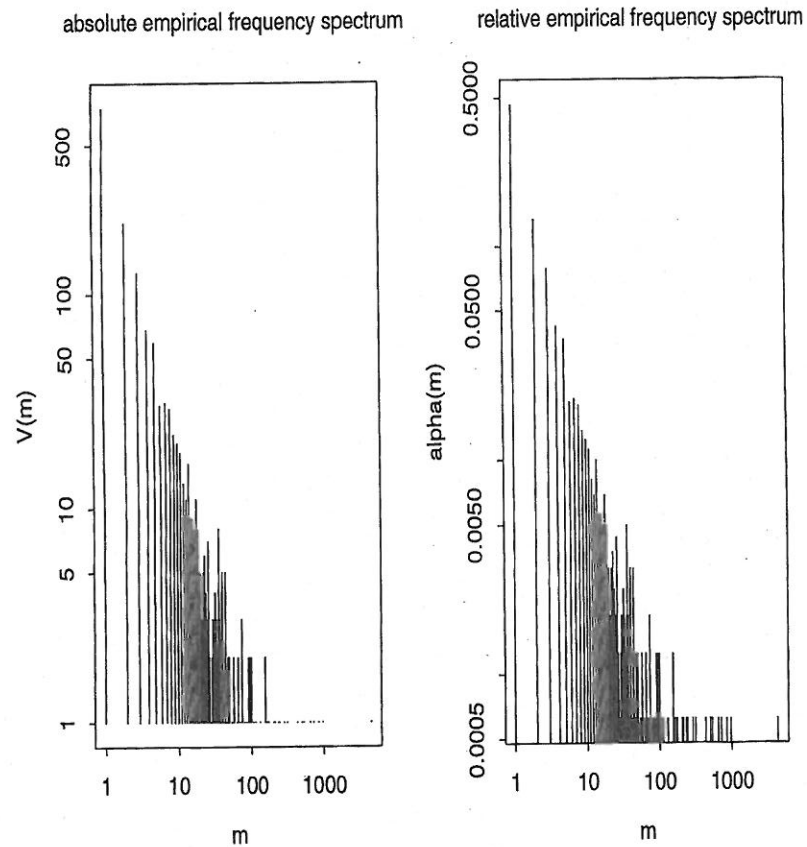 absolute empirical frequency spectrum
V(m)
500
100
50
10
5
1
1 10 100 1000
m
relative empirical frequency spectrum
alpha(m)
0.5000
0.0500
0.0050
0.0005
1 10 100 1000
m